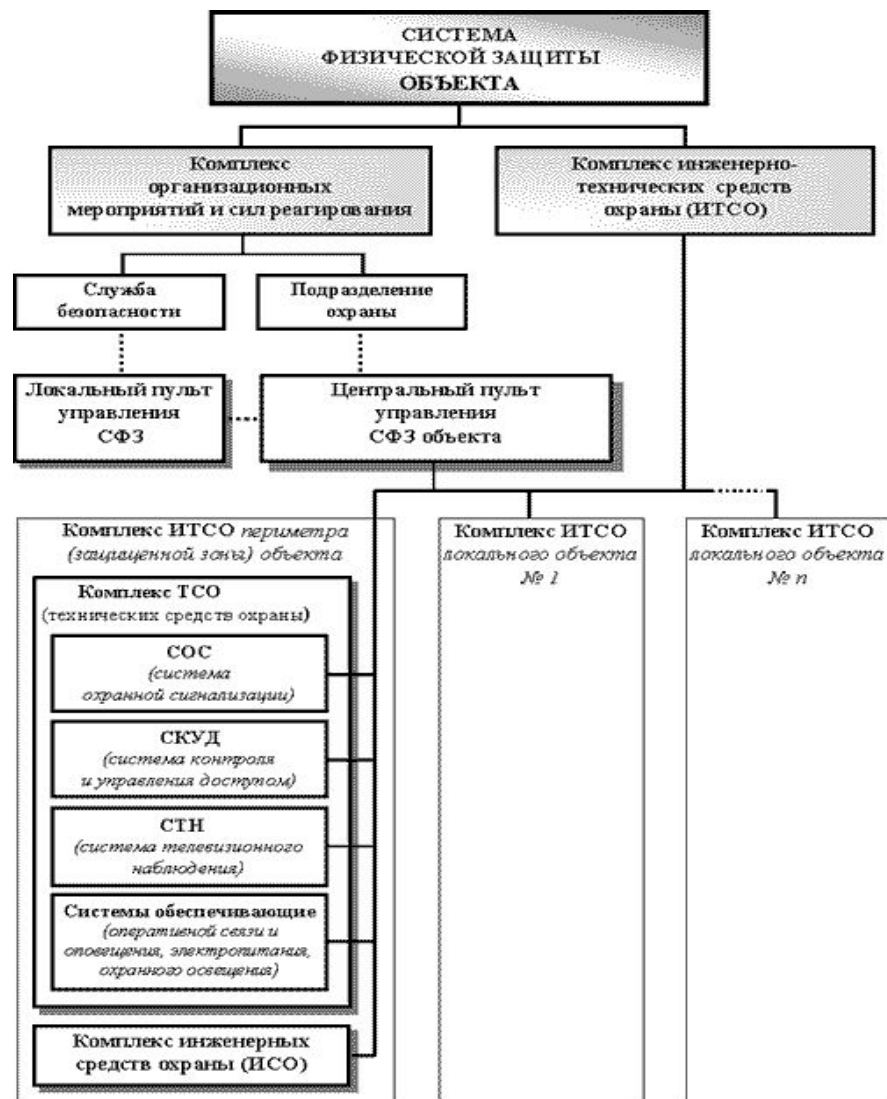 СИСТЕМА
ФИЗИЧЕСКОЙ ЗАЩИТЫ
ОБЪЕКТА
Комплекс
организационных
мероприятий и сил реагирования
Комплекс инженерно-
технических средств
охраны (ИТСО)
Служба
безопасности
Подразделение
охраны
Локальный пульт
управления
СФЗ
Центральный пульт
управления
СФЗ объекта
Комплекс ИТСО периметра
(защищенной зоны) объекта
Комплекс ТСО
(технических средств охраны)
СОС
(система
охранной сигнализации)
СКУД
(система контроля
и управления доступом)
СТН
(система телевизионного
наблюдения)
Системы обеспечивающие
(оперативной связи и
оповещения, электропитания,
охранного освещения)
Комплекс инженерных
средств охраны (ИСО)
Комплекс ИТСО
локального объекта
№ 1
Комплекс ИТСО
локального объекта
№ n